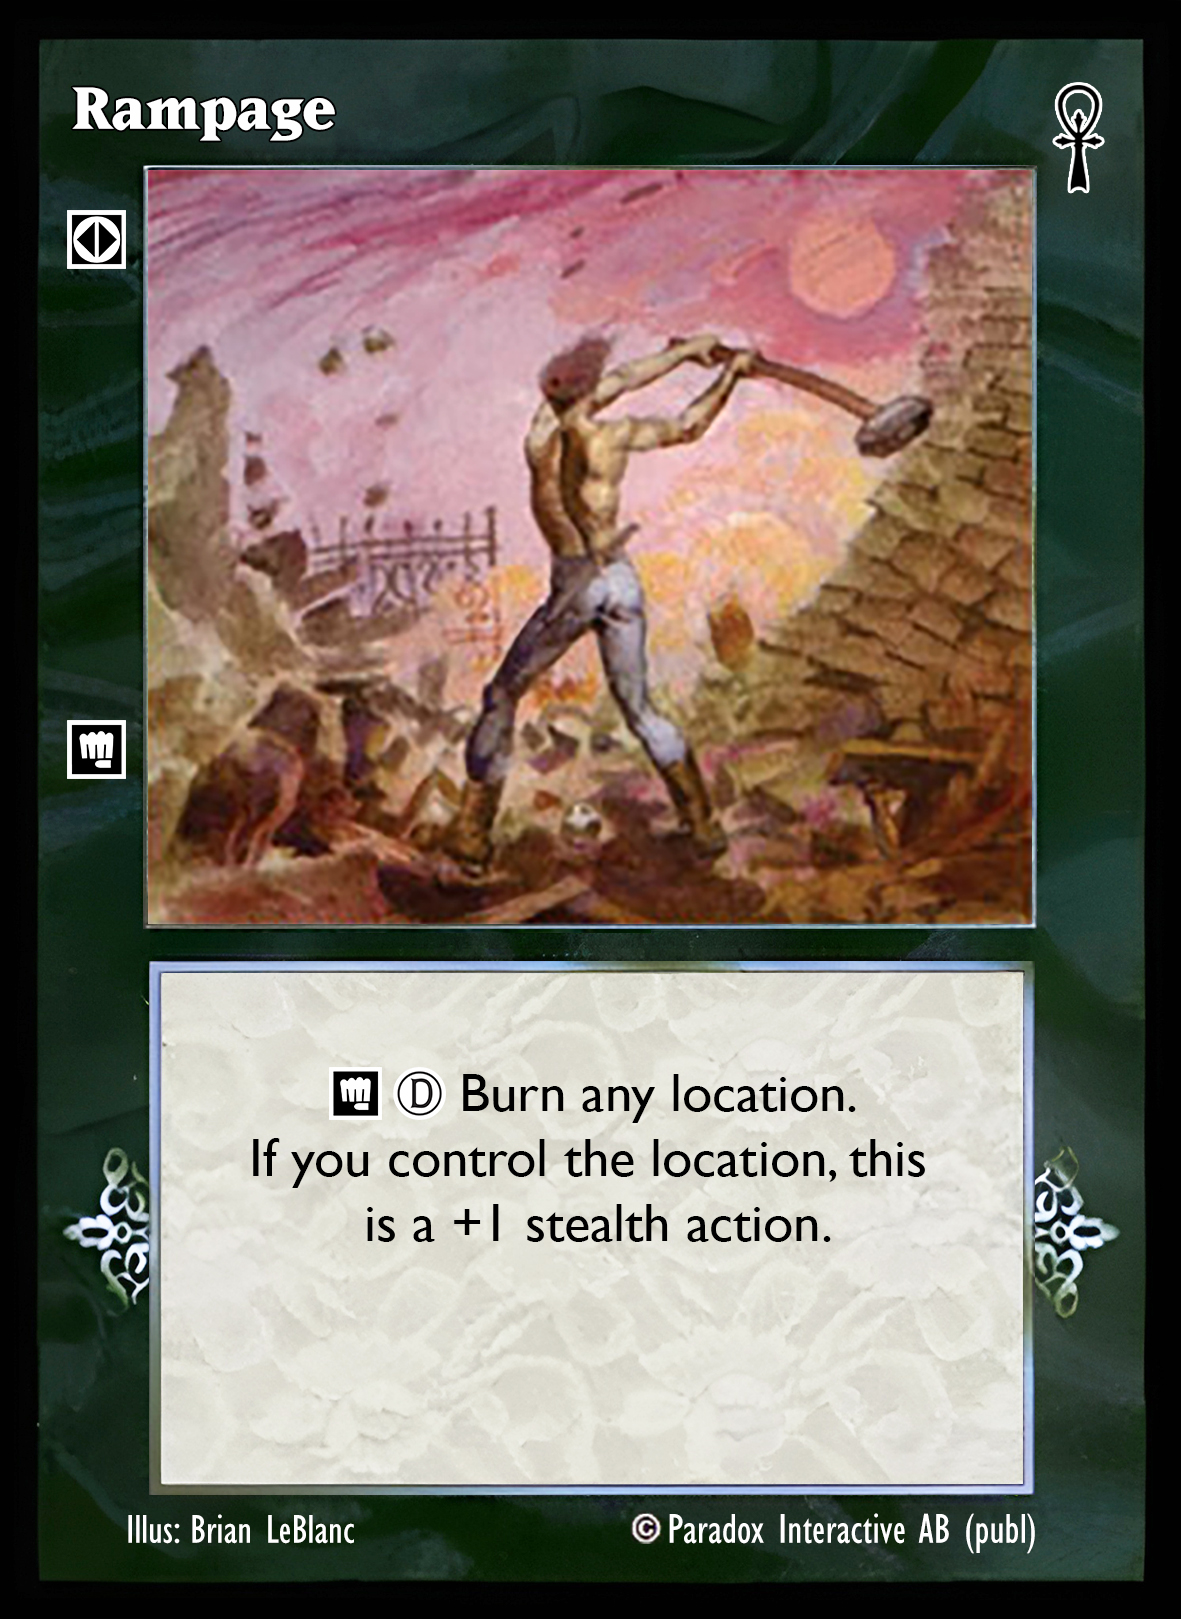 Rampage
D Burn any location.
If you control the location, this
is a +1 stealth action.
Illus: Brian LeBlanc
© Paradox Interactive AB (publ)